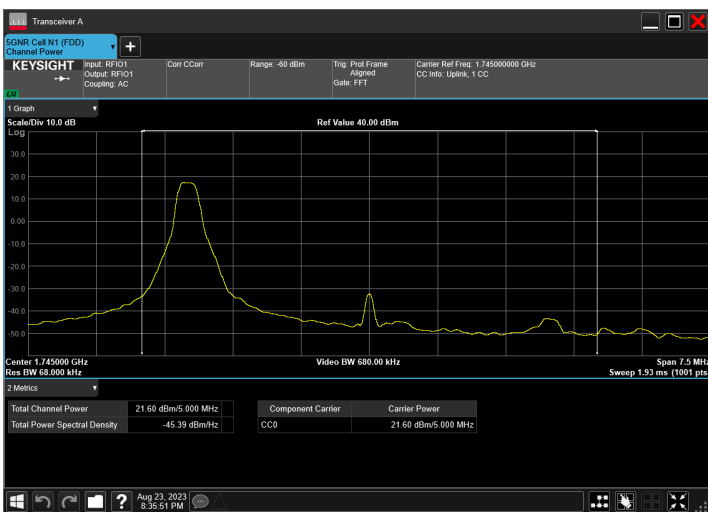 Transceiver A
5GNR Cell N1 (FDD)
Channel Power
KEYSIGHT
LXI
Input: RFIO1
Output: RFIO1
Coupling: AC
Corr CCorr
Range: -60 dBm
Trig: Prot Frame
Aligned
Gate: FFT
Carrier Ref Freq: 1.745000000 GHz
CC Info: Uplink, 1 CC
1 Graph
Scale/Div 10.0 dB
Ref Value 40.00 dBm
Log
30.0
20.0
10.0
0.00
-10.0
-20.0
-30.0
-40.0
-50.0
Center 1.745000 GHz
Video BW 680.00 kHz
Span 7.5 MHz
Res BW 68.000 kHz
Sweep 1.93 ms (1001 pts
2 Metrics
Total Channel Power 21.60 dBm/5.000 MHz
Total Power Spectral Density -45.39 dBm/Hz
Component Carrier Carrier Power
CC0 21.60 dBm/5.000 MHz
?
Aug 23, 2023
8:35:51 PM